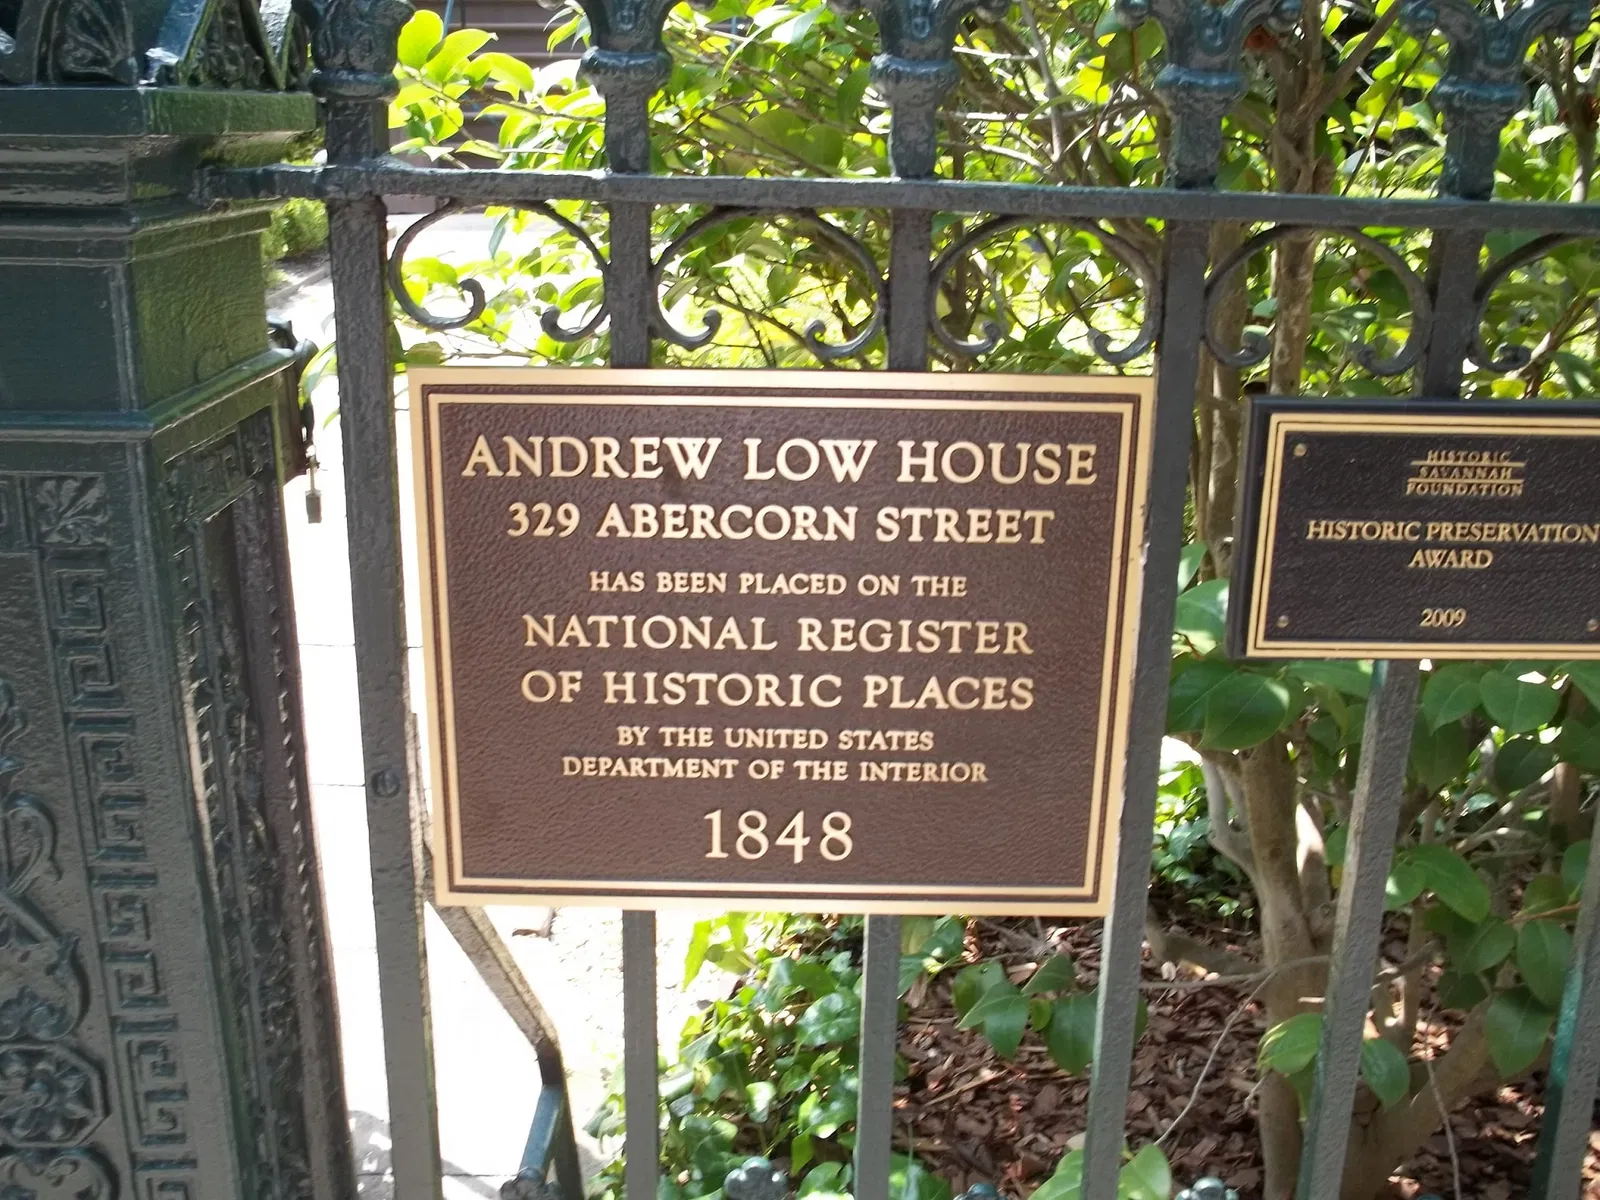 ANDREW LOW HOUSE
329 ABERCORN STREET
HAS BEEN PLACED ON THE
NATIONAL REGISTER
OF HISTORIC PLACES
BY THE UNITED STATES
DEPARTMENT OF THE INTERIOR
1848
HISTORIC
SAVANNAH
FOUNDATION
HISTORIC PRESERVATION
AWARD
2009